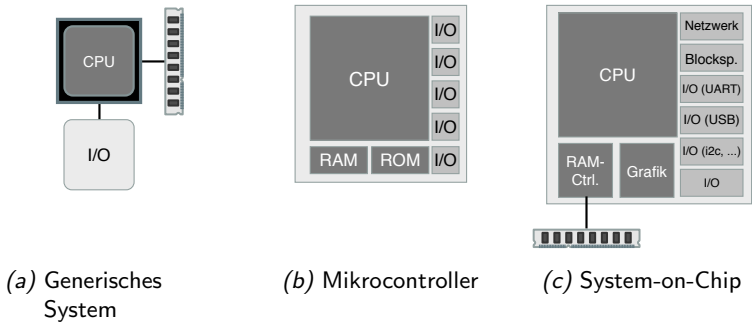 CPU
I/O
(a) Generisches
System
CPU
I/O
I/O
I/O
I/O
RAM
ROM
I/O
(b) Mikrocontroller
CPU
Netzwerk
Blocksp.
I/O (UART)
I/O (USB)
I/O (i2c, ...)
I/O
RAM-
Ctrl.
Grafik
(c) System-on-Chip